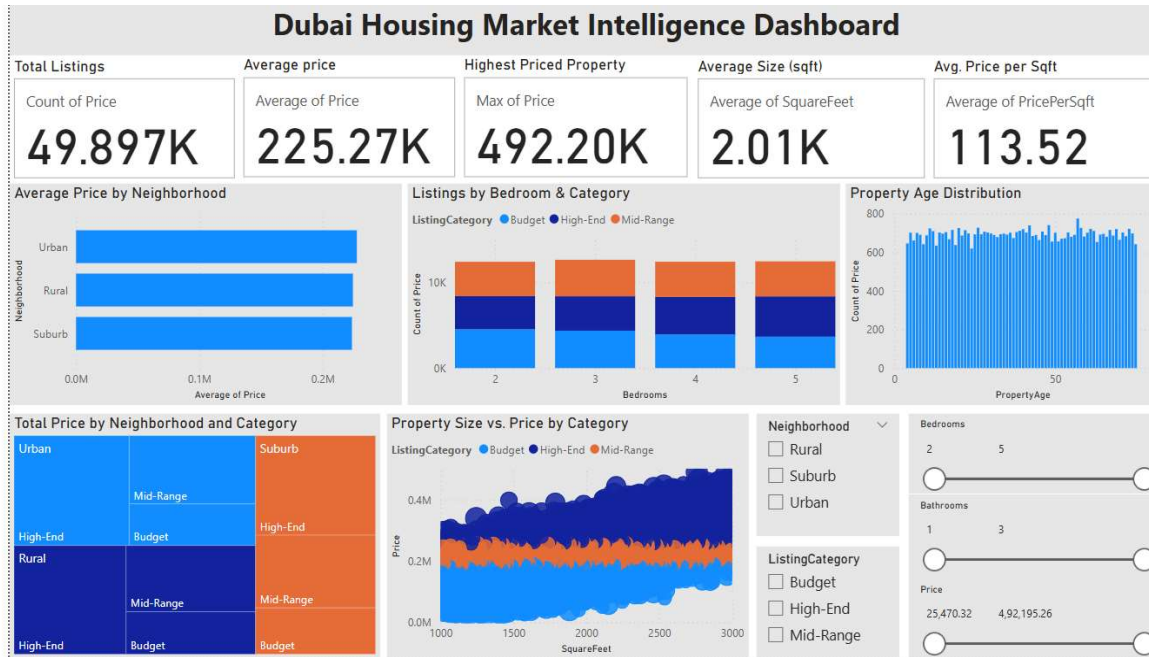 Dubai Housing Market Intelligence Dashboard
Total Listings
Count of Price
49.897K
Average price
Average of Price
225.27K
Highest Priced Property
Max of Price
492.20K
Average Size (sqft)
Average of SquareFeet
2.01K
Avg. Price per Sqft
Average of PricePerSqft
113.52
Average Price by Neighborhood
Neighborhood
Urban
Rural
Suburb
0.0M 0.1M 0.2M
Average of Price
Listings by Bedroom & Category
ListingCategory Budget High-End Mid-Range
Count of Price
10K
0K
2 3 4 5
Bedrooms
Property Age Distribution
Count of Price
800
600
400
200
0
0 50
PropertyAge
Total Price by Neighborhood and Category
Urban
High-End
Mid-Range
Budget
Rural
High-End
Mid-Range
Budget
Suburb
High-End
Mid-Range
Budget
Property Size vs. Price by Category
ListingCategory Budget High-End Mid-Range
Price
0.4M
0.2M
0.0M
1000 1500 2000 2500 3000
SquareFeet
Neighborhood
Rural
Suburb
Urban
ListingCategory
Budget
High-End
Mid-Range
Bedrooms
2 5
Bathrooms
1 3
Price
25,470.32 4,92,195.26